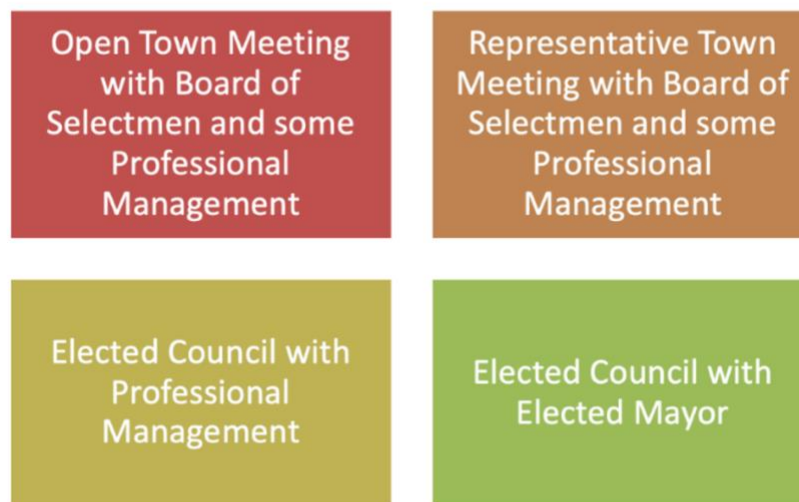 Open Town Meeting
with Board of
Selectmen and some
Professional
Management
Representative Town
Meeting with Board of
Selectmen and some
Professional
Management
Elected Council with
Professional
Management
Elected Council with
Elected Mayor